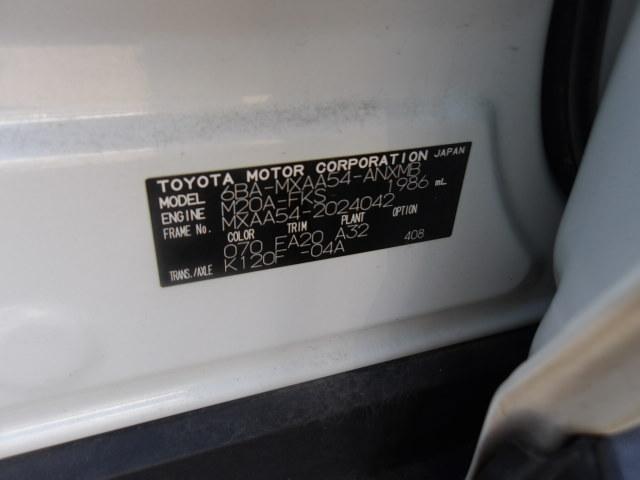 TOYOTA MOTOR CORPORATION JAPAN
MODEL 6BA-MXAA54-ANXMB
ENGINE M20A-FKS 1986 mL
FRAME No. MXAA54-2024042
COLOR TRIM PLANT OPTION
070 FA20 A32 408
TRANS./AXLE K120F -04A